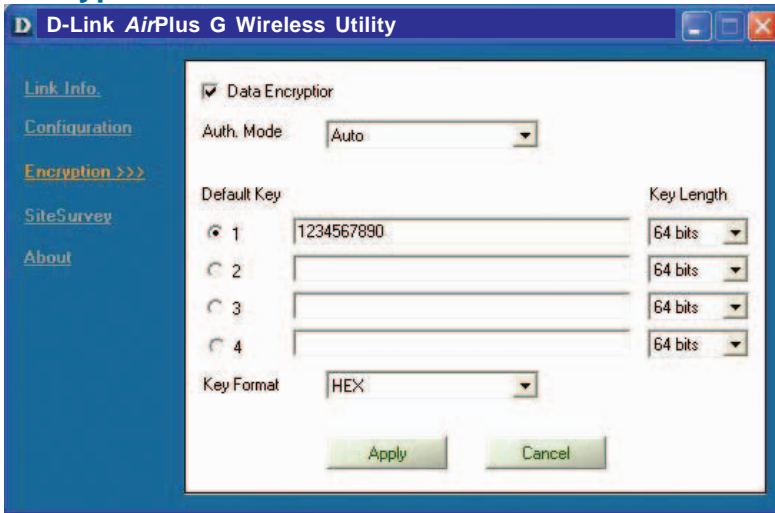 D D-Link AirPlus G Wireless Utility
Link Info.
Configuration
Encryption >>>
SiteSurvey
About
Data Encryption
Auth. Mode Auto
Default Key Key Length
1 1234567890 64 bits
2 64 bits
3 64 bits
4 64 bits
Key Format HEX
Apply Cancel